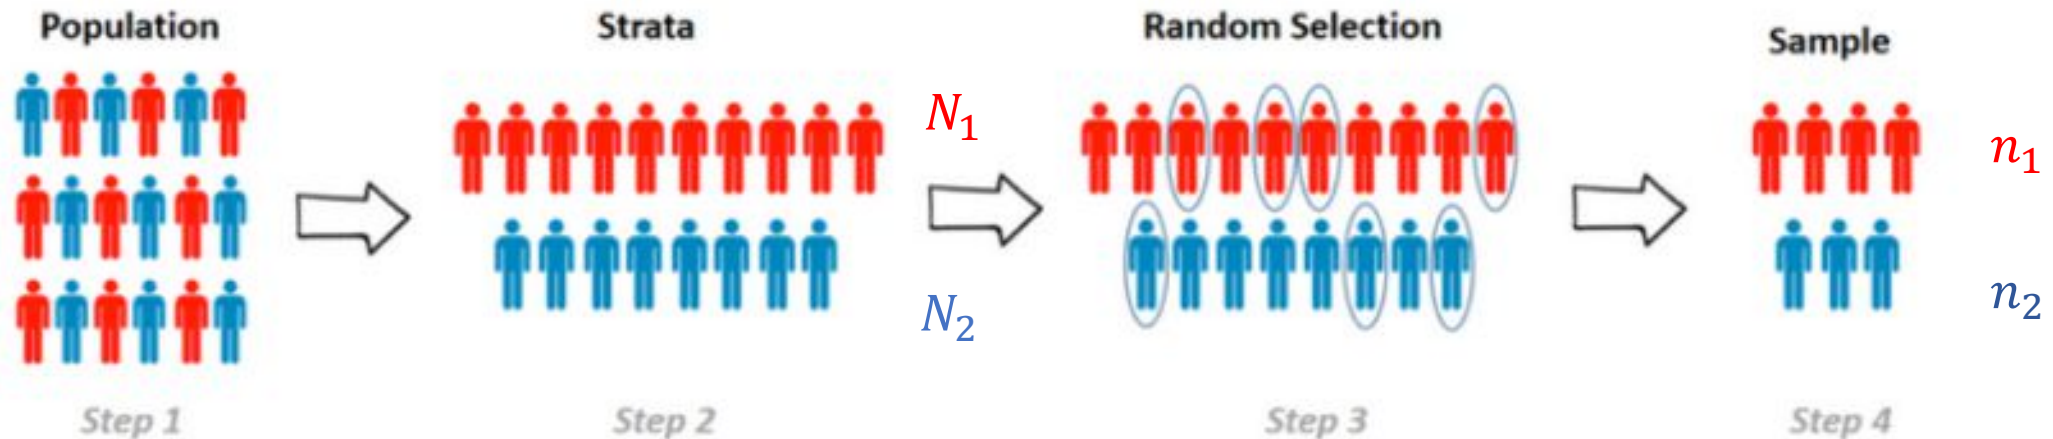 Population
Strata
Random Selection
Sample
N₁
N₂
n₁
n₂
Step 1
Step 2
Step 3
Step 4